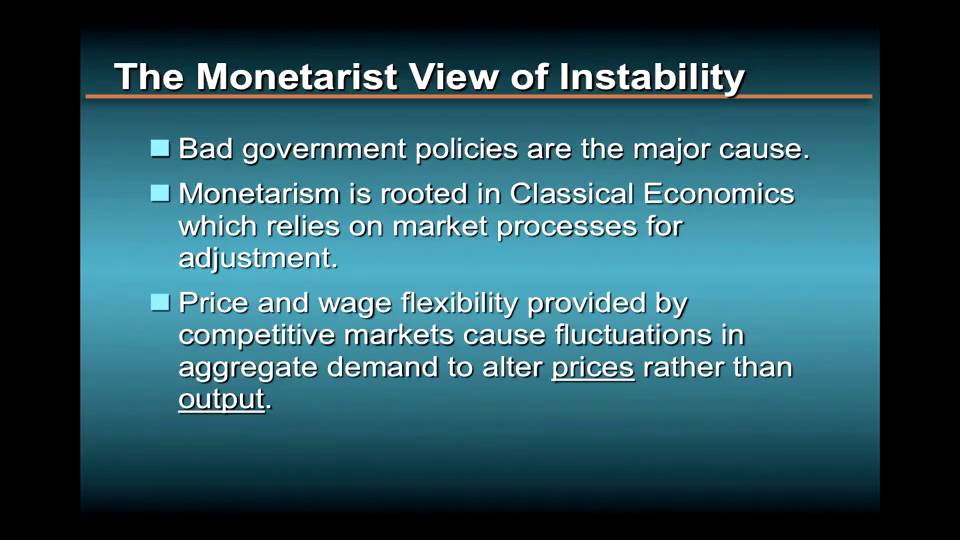 The Monetarist View of Instability
Bad government policies are the major cause.
Monetarism is rooted in Classical Economics
which relies on market processes for
adjustment.
Price and wage flexibility provided by
competitive markets cause fluctuations in
aggregate demand to alter prices rather than
output.